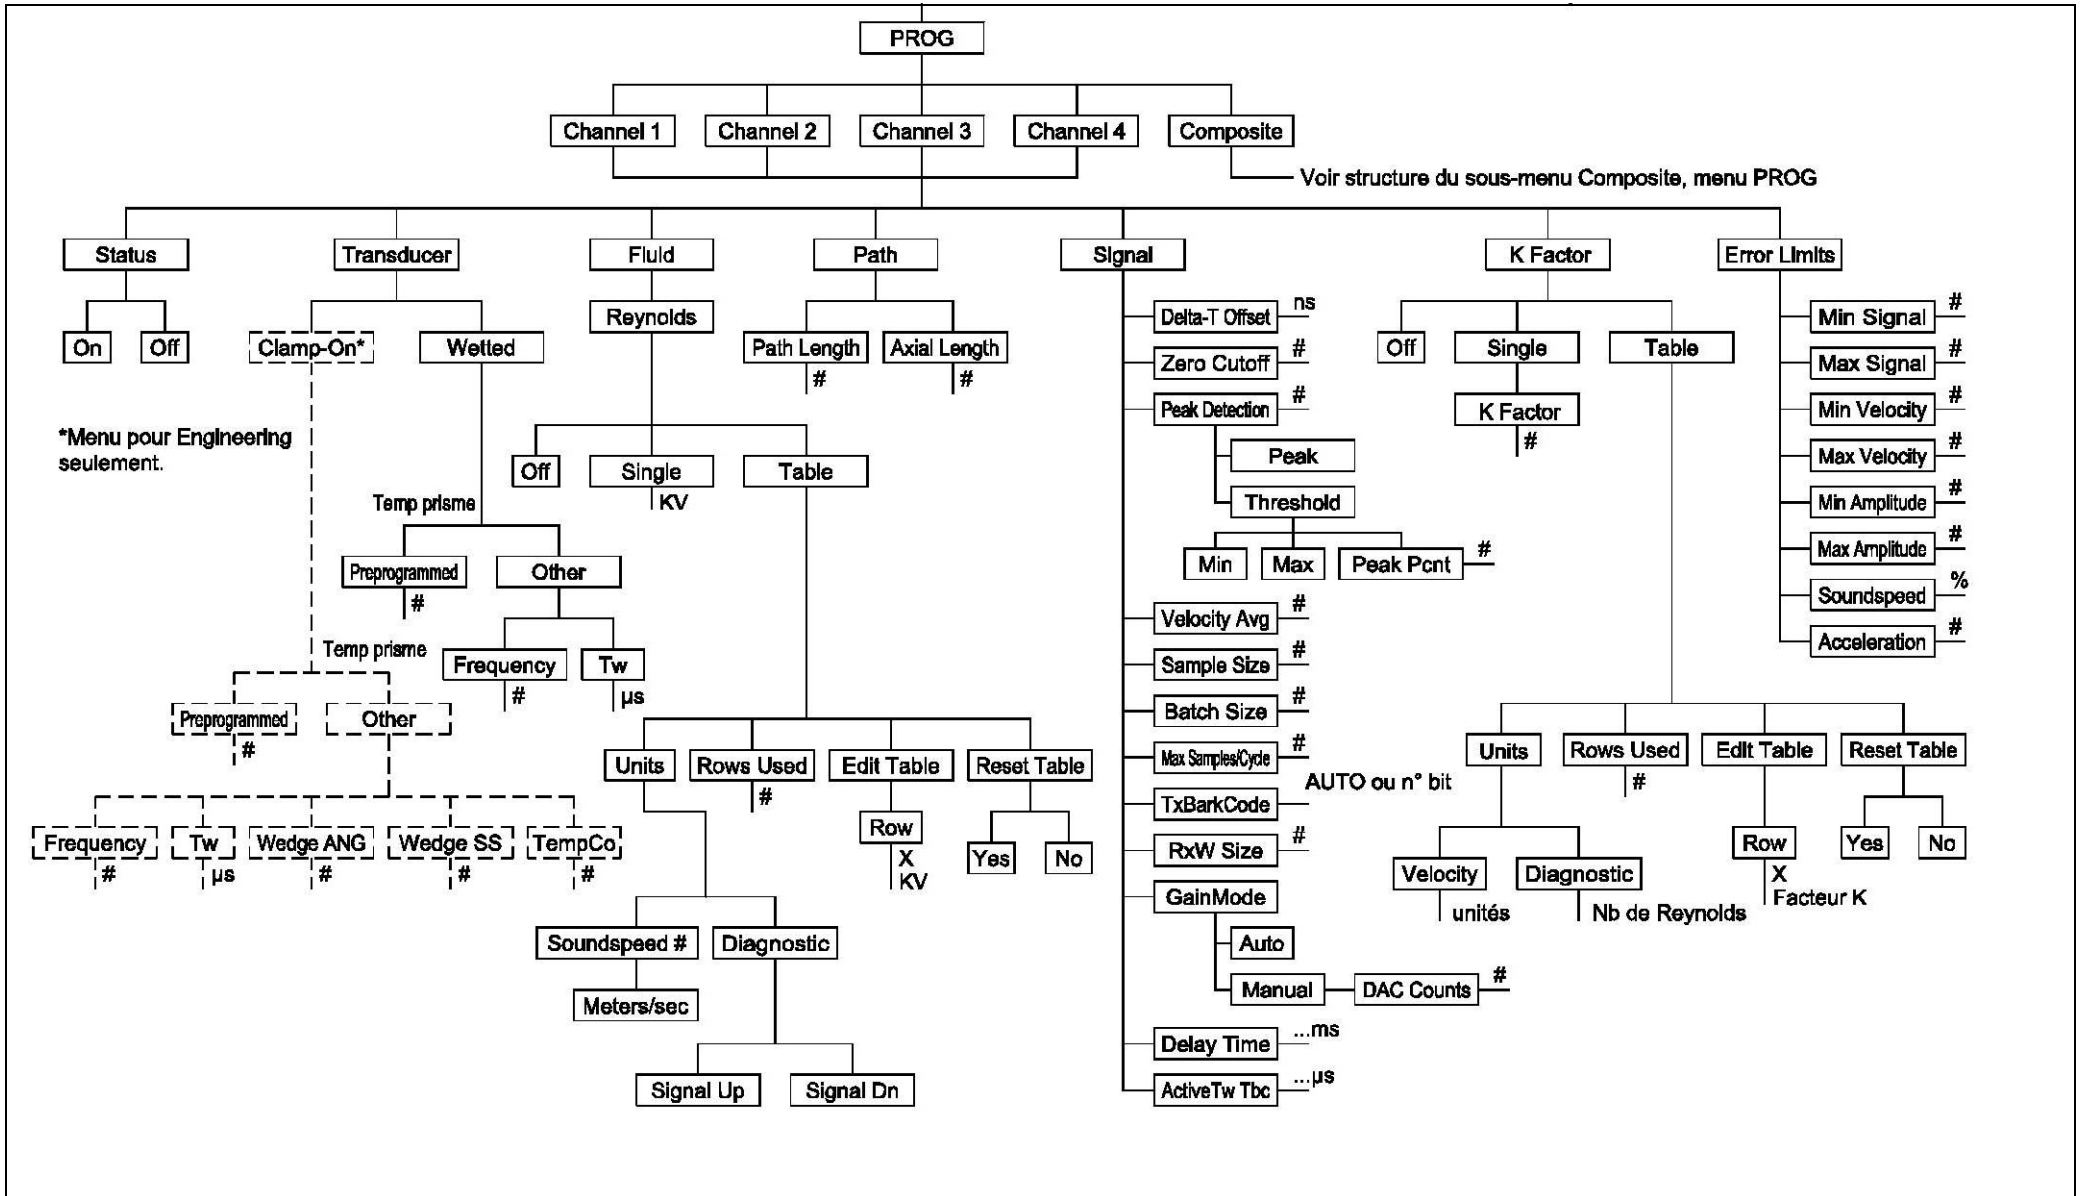 PROG
Channel 1
Channel 2
Channel 3
Channel 4
Composite
Voir structure du sous-menu Composite, menu PROG
Status
Transducer
Fluid
Path
Signal
K Factor
Error Limits
On
Off
Clamp-On*
Wetted
*Menu pour Engineering
seulement.
Temp prisme
Preprogrammed
#
Other
Frequency
#
Tw
µs
Temp prisme
Preprogrammed
#
Other
Frequency
#
Tw
µs
Wedge ANG
#
Wedge SS
#
TempCo
#
Reynolds
Off
Single
KV
Table
Units
Rows Used
#
Edit Table
Row
X
KV
Reset Table
Yes
No
Soundspeed #
Meters/sec
Diagnostic
Signal Up
Signal Dn
Path Length
#
Axial Length
#
Delta-T Offset
ns
Zero Cutoff
#
Peak Detection
#
Peak
Threshold
Min
Max
Peak Pcnt
#
Velocity Avg
#
Sample Size
#
Batch Size
#
Max Samples/Cycle
#
TxBarkCode
AUTO ou n° bit
RxW Size
#
GainMode
Auto
Manual
DAC Counts
#
Delay Time
...ms
ActiveTw Tbc
...µs
Off
Single
K Factor
#
Table
Units
Velocity
unités
Diagnostic
Nb de Reynolds
Rows Used
#
Edit Table
Row
X
Facteur K
Reset Table
Yes
No
Min Signal
#
Max Signal
#
Min Velocity
#
Max Velocity
#
Min Amplitude
#
Max Amplitude
#
Soundspeed
%
Acceleration
#